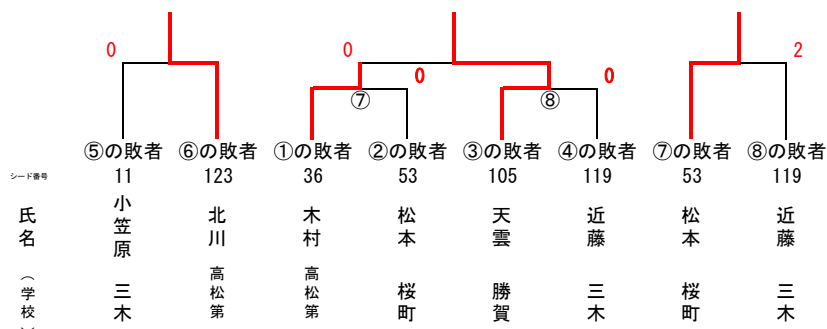 0 0 2
0 0
⑦ ⑧
⑤の敗者 ⑥の敗者 ①の敗者 ②の敗者 ③の敗者 ④の敗者 ⑦の敗者 ⑧の敗者
シード番号 11 123 36 53 105 119 53 119
氏名 小笠原 北川 木村 松本 天雲 近藤 松本 近藤
（学校） 三木 高松第 高松第 桜町 勝賀 三木 桜町 三木